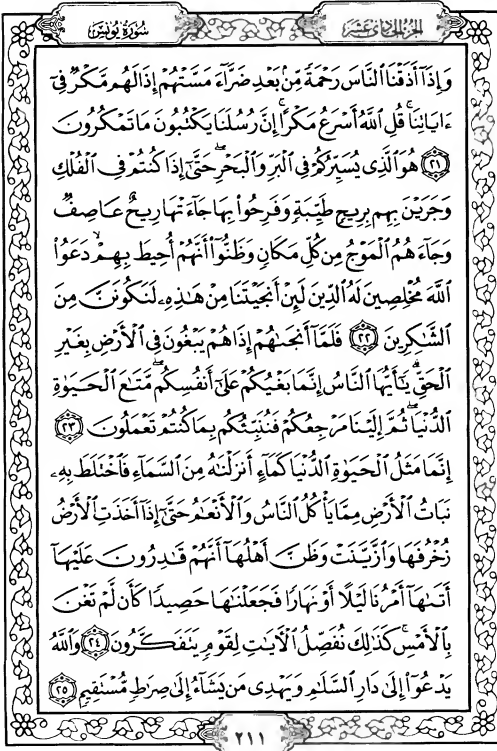 الجزء الحادي عشر
سورة يونس
وَإِذَآ أَذَقْنَا ٱلنَّاسَ رَحْمَةً مِّنۢ بَعْدِ ضَرَّآءَ مَسَّتْهُمْ إِذَا لَهُم مَّكْرٌ فِىٓ
ءَايَاتِنَا ۚ قُلِ ٱللَّهُ أَسْرَعُ مَكْرًا ۚ إِنَّ رُسُلَنَا يَكْتُبُونَ مَا تَمْكُرُونَ
﴿٢١﴾ هُوَ ٱلَّذِى يُسَيِّرُكُمْ فِى ٱلْبَرِّ وَٱلْبَحْرِ ۖ حَتَّىٰٓ إِذَا كُنتُمْ فِى ٱلْفُلْكِ
وَجَرَيْنَ بِهِم بِرِيحٍ طَيِّبَةٍ وَفَرِحُوا۟ بِهَا جَآءَتْهَا رِيحٌ عَاصِفٌ
وَجَآءَهُمُ ٱلْمَوْجُ مِن كُلِّ مَكَانٍ وَظَنُّوٓا۟ أَنَّهُمْ أُحِيطَ بِهِمْ ۙ دَعَوُا۟
ٱللَّهَ مُخْلِصِينَ لَهُ ٱلدِّينَ لَئِنْ أَنجَيْتَنَا مِنْ هَٰذِهِۦ لَنَكُونَنَّ مِنَ
ٱلشَّٰكِرِينَ ﴿٢٢﴾ فَلَمَّآ أَنجَىٰهُمْ إِذَا هُمْ يَبْغُونَ فِى ٱلْأَرْضِ بِغَيْرِ
ٱلْحَقِّ ۗ يَٰٓأَيُّهَا ٱلنَّاسُ إِنَّمَا بَغْيُكُمْ عَلَىٰٓ أَنفُسِكُم ۖ مَّتَٰعَ ٱلْحَيَوٰةِ
ٱلدُّنْيَا ۖ ثُمَّ إِلَيْنَا مَرْجِعُكُمْ فَنُنَبِّئُكُم بِمَا كُنتُمْ تَعْمَلُونَ ﴿٢٣﴾
إِنَّمَا مَثَلُ ٱلْحَيَوٰةِ ٱلدُّنْيَا كَمَآءٍ أَنزَلْنَٰهُ مِنَ ٱلسَّمَآءِ فَٱخْتَلَطَ بِهِۦ
نَبَاتُ ٱلْأَرْضِ مِمَّا يَأْكُلُ ٱلنَّاسُ وَٱلْأَنْعَٰمُ حَتَّىٰٓ إِذَآ أَخَذَتِ ٱلْأَرْضُ
زُخْرُفَهَا وَٱزَّيَّنَتْ وَظَنَّ أَهْلُهَآ أَنَّهُمْ قَٰدِرُونَ عَلَيْهَآ
أَتَىٰهَآ أَمْرُنَا لَيْلًا أَوْ نَهَارًا فَجَعَلْنَٰهَا حَصِيدًا كَأَن لَّمْ تَغْنَ
بِٱلْأَمْسِ ۚ كَذَٰلِكَ نُفَصِّلُ ٱلْءَايَٰتِ لِقَوْمٍ يَتَفَكَّرُونَ ﴿٢٤﴾ وَٱللَّهُ
يَدْعُوٓا۟ إِلَىٰ دَارِ ٱلسَّلَٰمِ وَيَهْدِى مَن يَشَآءُ إِلَىٰ صِرَٰطٍ مُّسْتَقِيمٍ ﴿٢٥﴾
٢١١